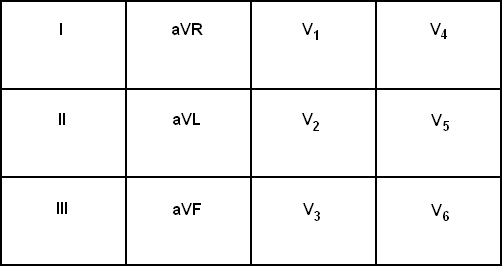 I aVR V₁ V₄
II aVL V₂ V₅
III aVF V₃ V₆